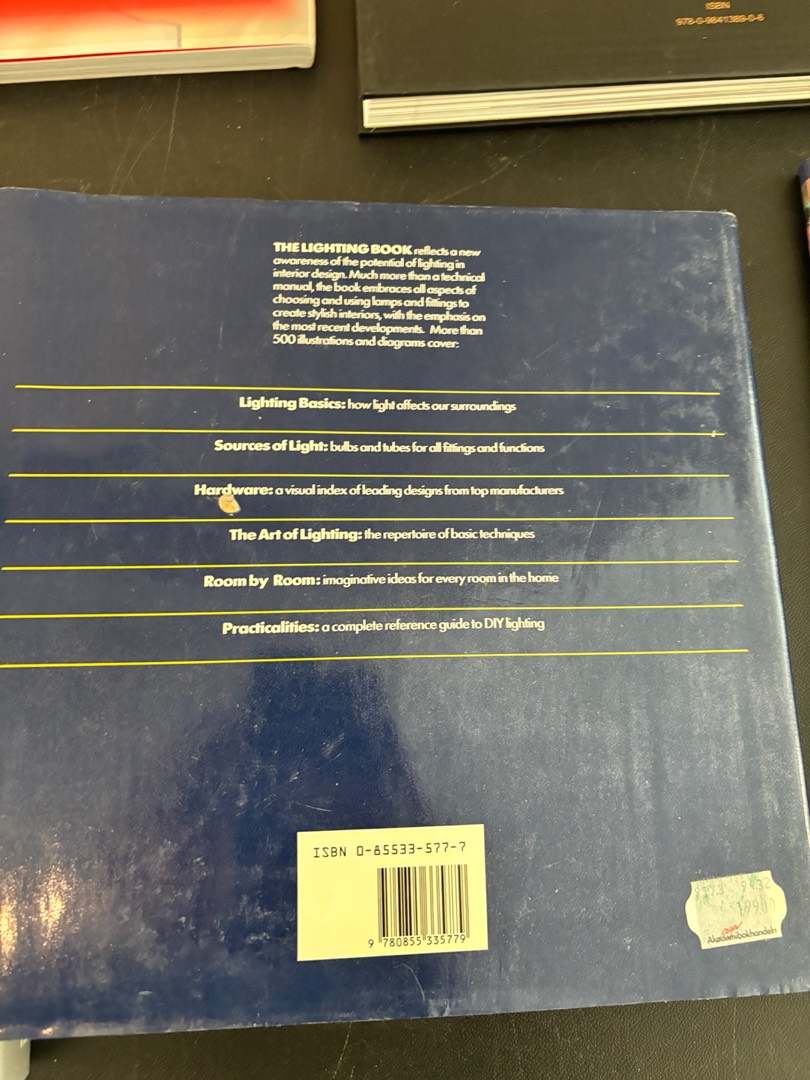 ISBN
978-0-9841389-0-6
THE LIGHTING BOOK reflects a new
awareness of the potential of lighting in
interior design. Much more than a technical
manual, the book embraces all aspects of
choosing and using lamps and fittings to
create stylish interiors, with the emphasis on
the most recent developments. More than
500 illustrations and diagrams cover:
Lighting Basics: how light affects our surroundings
Sources of Light: bulbs and tubes for all fittings and functions
Hardware: a visual index of leading designs from top manufacturers
The Art of Lighting: the repertoire of basic techniques
Room by Room: imaginative ideas for every room in the home
Practicalities: a complete reference guide to DIY lighting
ISBN 0-85533-577-7
9 780855 335779
Akademibokhandeln